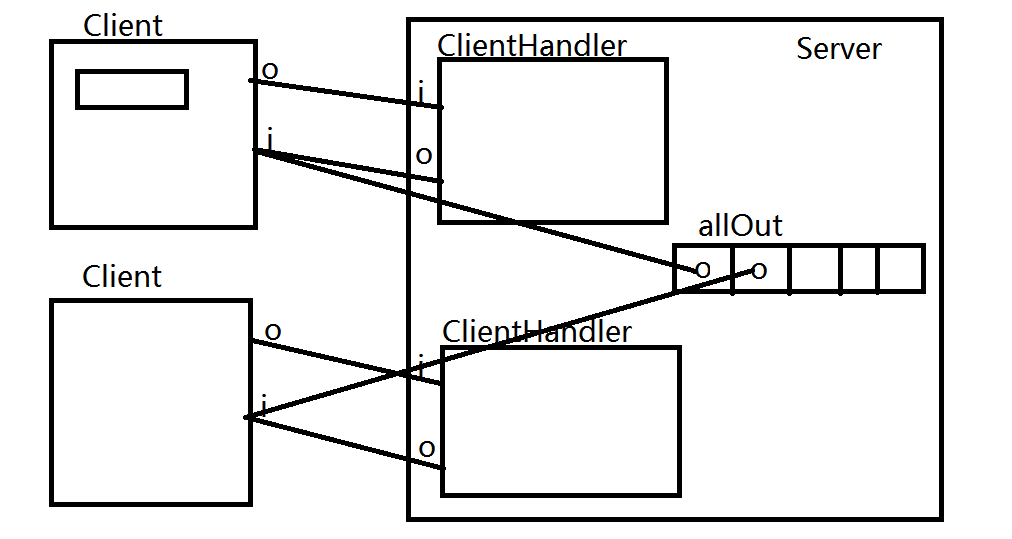 Client
ClientHandler
Server
o
i
i
o
allOut
o
o
Client
ClientHandler
o
i
i
o